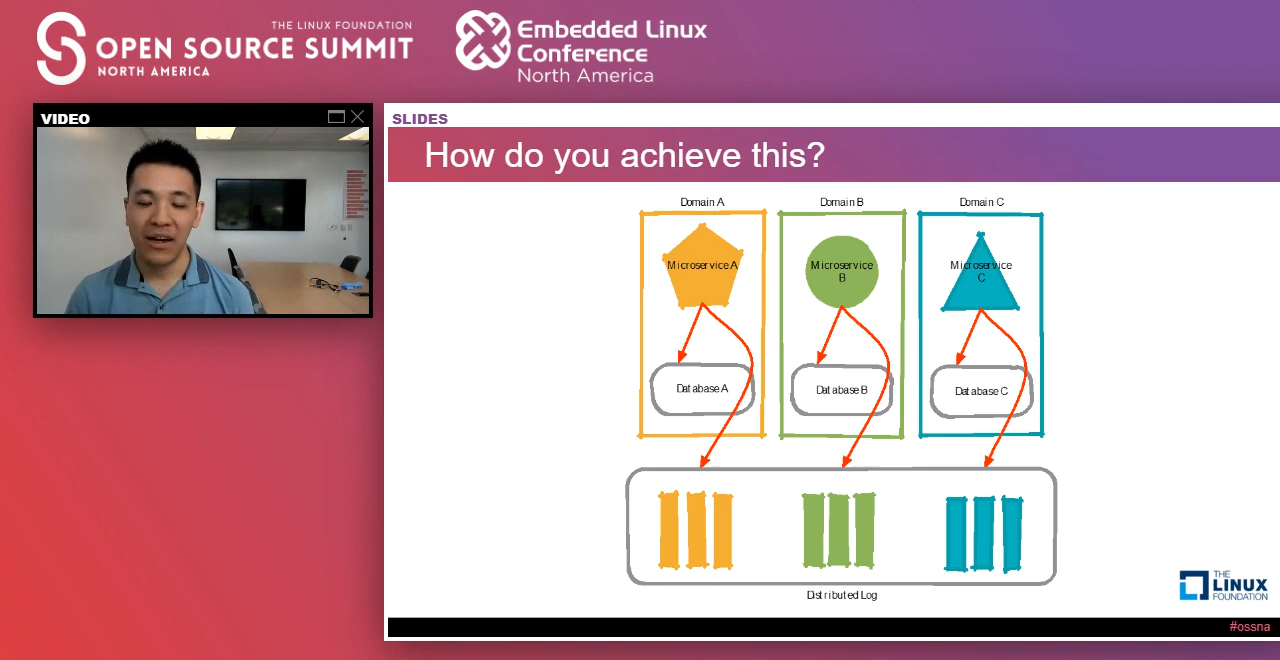 THE LINUX FOUNDATION
OPEN SOURCE SUMMIT
NORTH AMERICA
Embedded Linux
Conference
North America
VIDEO
SLIDES
How do you achieve this?
Domain A
Domain B
Domain C
Microservice A
Microservice
B
Microservice
C
Database A
Database B
Database C
Distributed Log
THE
LINUX
FOUNDATION
#ossna